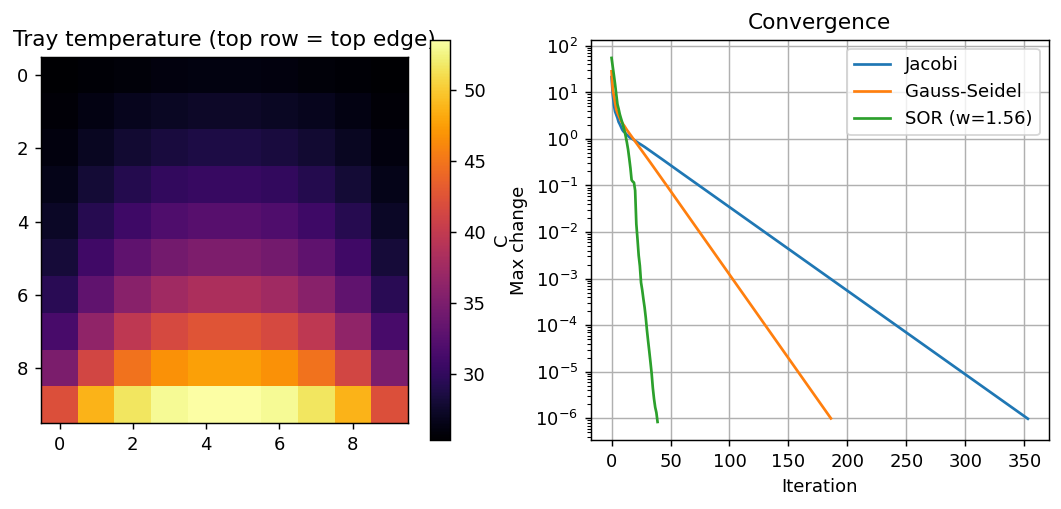 Tray temperature (top row = top edge)
0
2
4
6
8
0 2 4 6 8
50
45
40
35
30
C
Convergence
Max change
10²
10¹
10⁰
10⁻¹
10⁻²
10⁻³
10⁻⁴
10⁻⁵
10⁻⁶
Jacobi
Gauss-Seidel
SOR (w=1.56)
0 50 100 150 200 250 300 350
Iteration